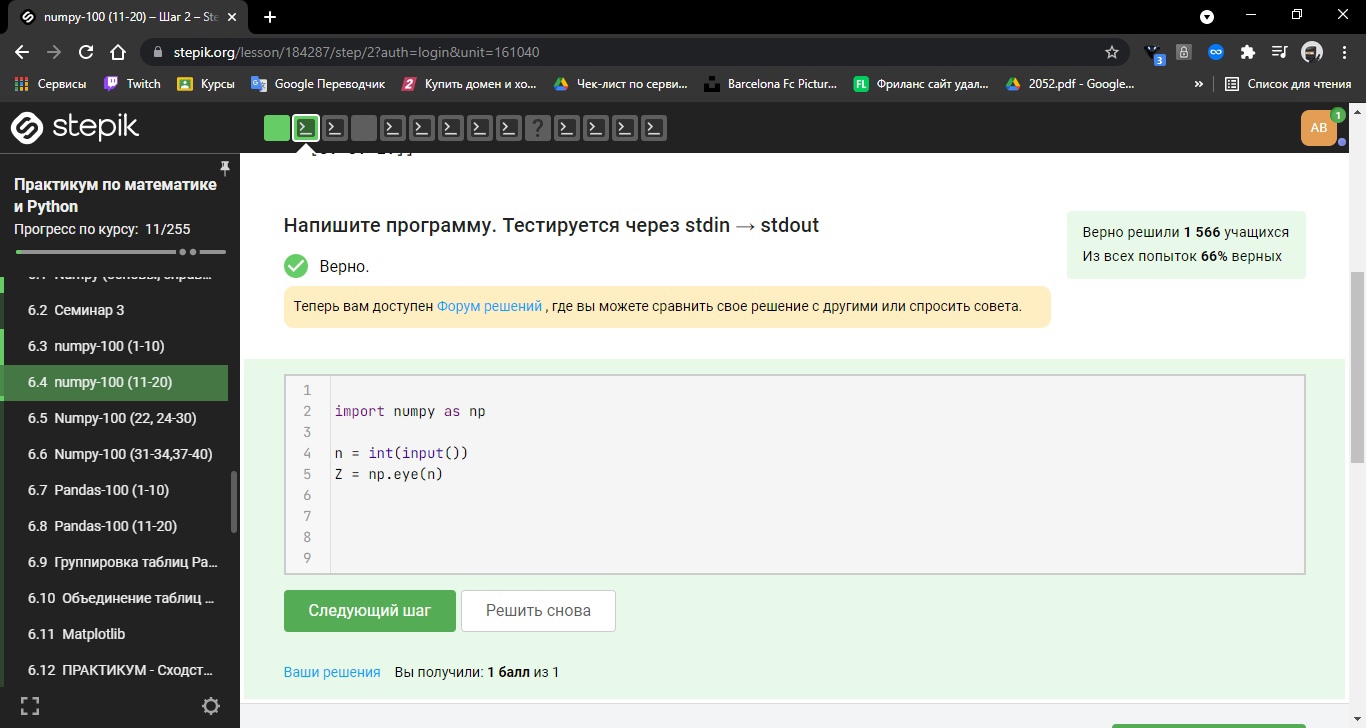 numpy-100 (11-20) – Шаг 2 – Ste
stepik.org/lesson/184287/step/2?auth=login&unit=161040
3
Сервисы
Twitch
Курсы
Google Переводчик
Купить домен и хо...
Чек-лист по серви...
Barcelona Fc Pictur...
FL Фриланс сайт удал...
2052.pdf - Google...
»
Список для чтения
stepik
?
AB
1
Практикум по математике
и Python
Прогресс по курсу: 11/255
6.2 Семинар 3
6.3 numpy-100 (1-10)
6.4 numpy-100 (11-20)
6.5 Numpy-100 (22, 24-30)
6.6 Numpy-100 (31-34,37-40)
6.7 Pandas-100 (1-10)
6.8 Pandas-100 (11-20)
6.9 Группировка таблиц Pa...
6.10 Объединение таблиц ...
6.11 Matplotlib
6.12 ПРАКТИКУМ - Сходст...
Напишите программу. Тестируется через stdin → stdout
Верно.
Теперь вам доступен Форум решений , где вы можете сравнить свое решение с другими или спросить совета.
Верно решили 1 566 учащихся
Из всех попыток 66% верных
1
2 import numpy as np
3
4 n = int(input())
5 Z = np.eye(n)
6
7
8
9
Следующий шаг
Решить снова
Ваши решения Вы получили: 1 балл из 1